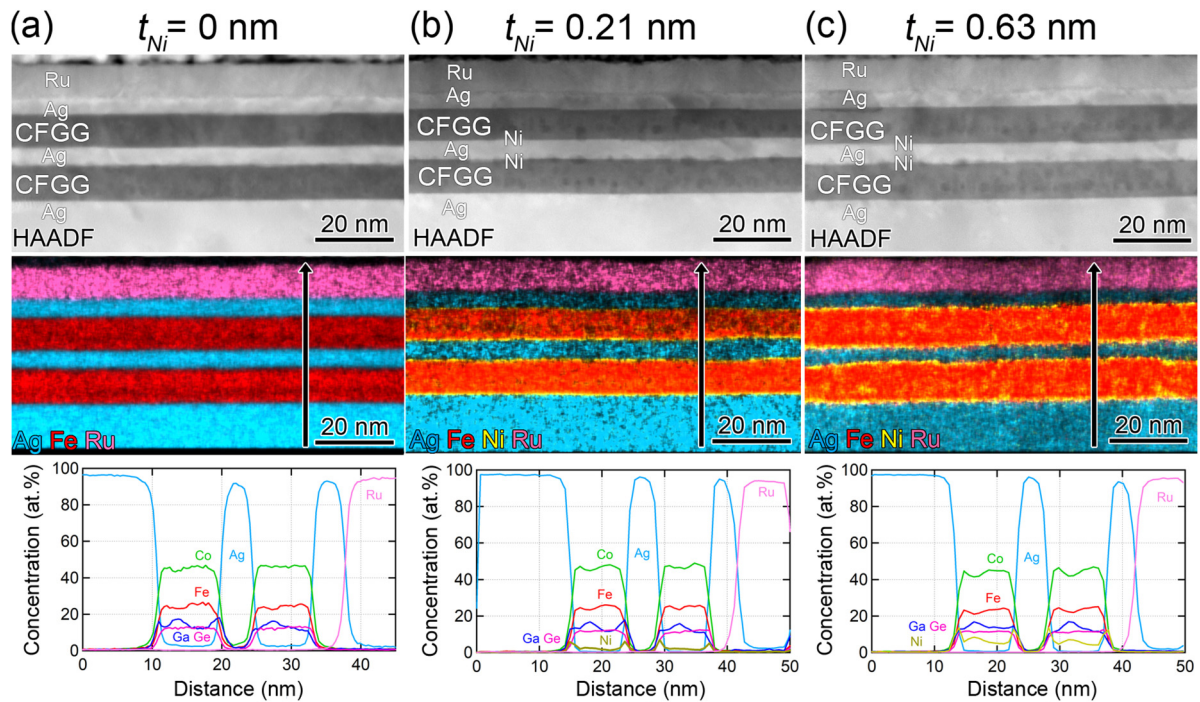 (a) t_Ni = 0 nm
(b) t_Ni = 0.21 nm
(c) t_Ni = 0.63 nm
Ru
Ag
CFGG
Ag
CFGG
Ag
HAADF
20 nm
Ru
Ag
CFGG
Ni
Ag
Ni
CFGG
Ag
HAADF
20 nm
Ru
Ag
CFGG
Ni
Ag
Ni
CFGG
Ag
HAADF
20 nm
Ag Fe Ru
20 nm
Ag Fe Ni Ru
20 nm
Ag Fe Ni Ru
20 nm
Concentration (at.%)
100
80
60
40
20
0
Ru
Ag
Co
Fe
Ga Ge
0 10 20 30 40
Distance (nm)
Concentration (at.%)
100
80
60
40
20
0
Ru
Ag
Co
Fe
Ga Ge
Ni
0 10 20 30 40 50
Distance (nm)
Concentration (at.%)
100
80
60
40
20
0
Ru
Ag
Co
Fe
Ga Ge
Ni
0 10 20 30 40 50
Distance (nm)